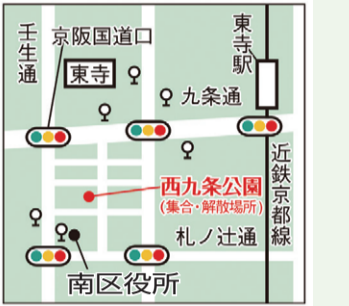 壬生通
京阪国道口
東寺
東寺駅
九条通
近鉄京都線
西九条公園
(集合・解散場所)
札ノ辻通
南区役所